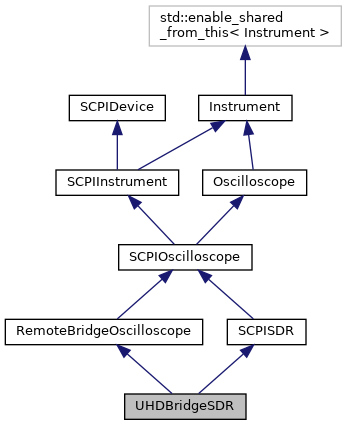 std::enable_shared
_from_this< Instrument >
SCPIDevice
Instrument
SCPIInstrument
Oscilloscope
SCPIOscilloscope
RemoteBridgeOscilloscope
SCPISDR
UHDBridgeSDR